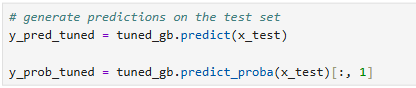 # generate predictions on the test set
y_pred_tuned = tuned_gb.predict(x_test)
y_prob_tuned = tuned_gb.predict_proba(x_test)[:, 1]